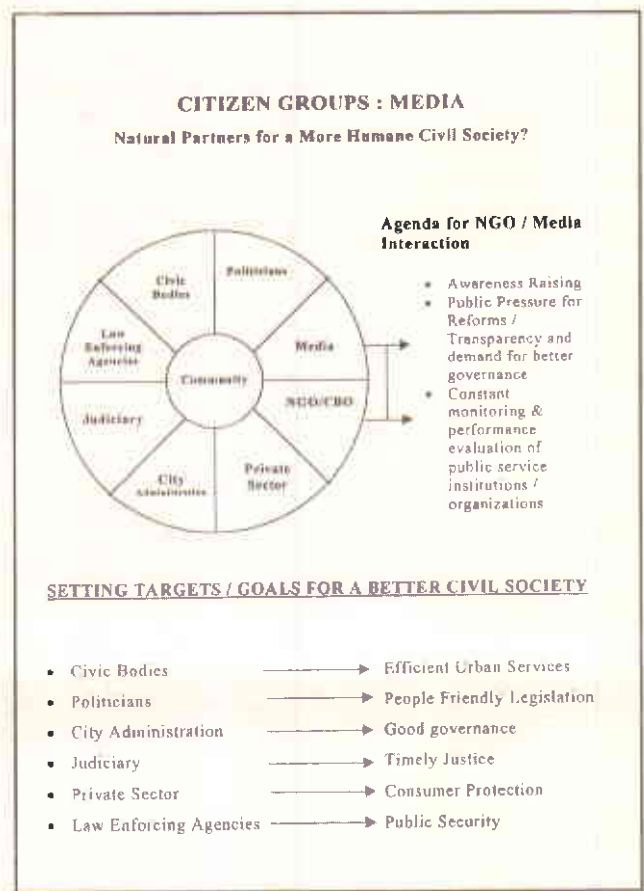 CITIZEN GROUPS : MEDIA
Natural Partners for a More Humane Civil Society?
Civic
Bodies
Politicians
Law
Enforcing
Agencies
Media
Community
NGO/CBO
Judiciary
City
Administration
Private
Sector
Agenda for NGO / Media
Interaction
• Awareness Raising
• Public Pressure for
Reforms /
Transparency and
demand for better
governance
• Constant
monitoring &
performance
evaluation of
public service
institutions /
organizations
SETTING TARGETS / GOALS FOR A BETTER CIVIL SOCIETY
• Civic Bodies → Efficient Urban Services
• Politicians → People Friendly Legislation
• City Administration → Good governance
• Judiciary → Timely Justice
• Private Sector → Consumer Protection
• Law Enforcing Agencies → Public Security